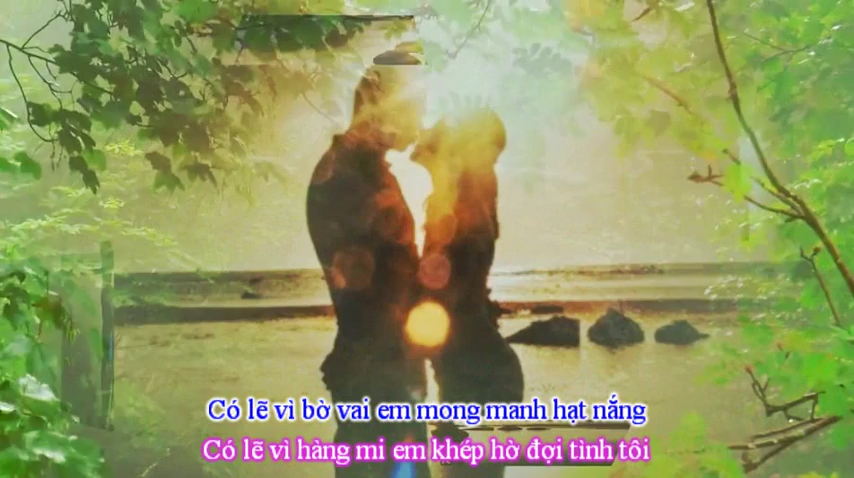 Có lẽ vì bờ vai em mong manh hạt nắng
Có lẽ vì hàng mi em khép hờ đợi tình tôi